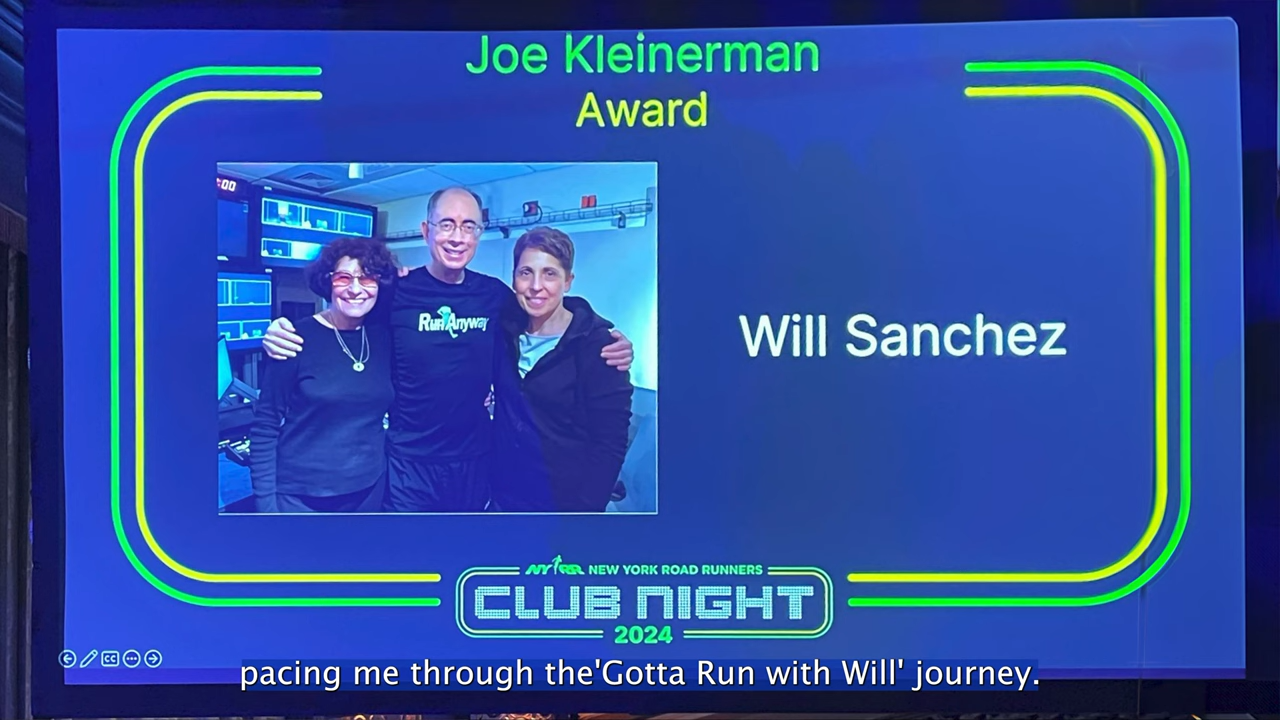 Joe Kleinerman
Award
:00
RunAnyway
Will Sanchez
NYRR NEW YORK ROAD RUNNERS
CLUB NIGHT
2024
CC
pacing me through the'Gotta Run with Will' journey.